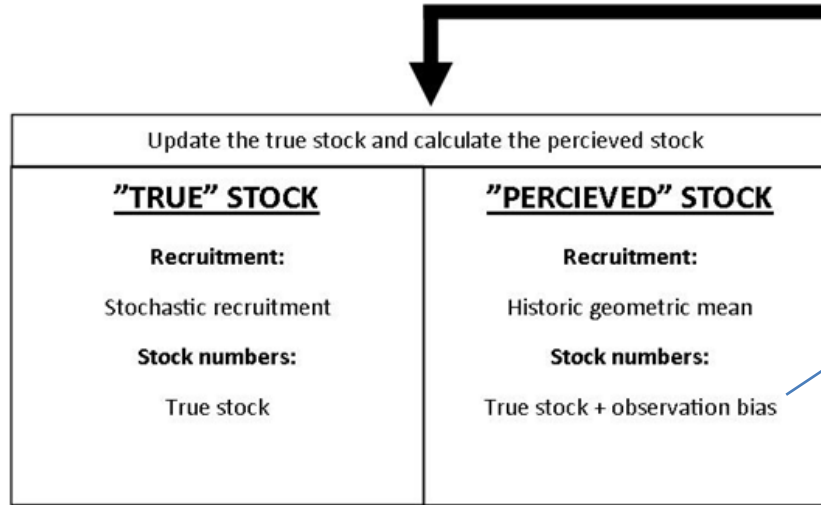 Update the true stock and calculate the percieved stock
”TRUE” STOCK
Recruitment:
Stochastic recruitment
Stock numbers:
True stock
”PERCIEVED” STOCK
Recruitment:
Historic geometric mean
Stock numbers:
True stock + observation bias